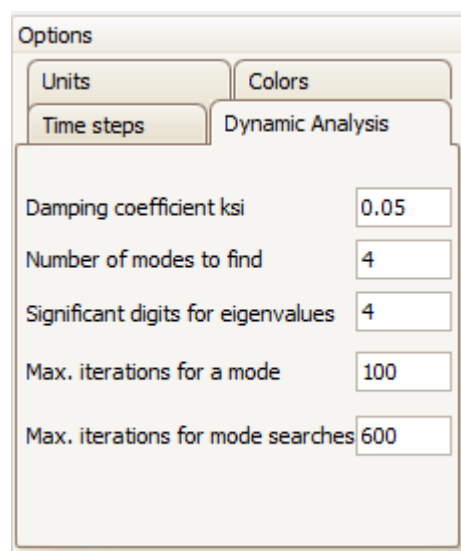 Options
Units Colors
Time steps Dynamic Analysis
Damping coefficient ksi 0.05
Number of modes to find 4
Significant digits for eigenvalues 4
Max. iterations for a mode 100
Max. iterations for mode searches 600